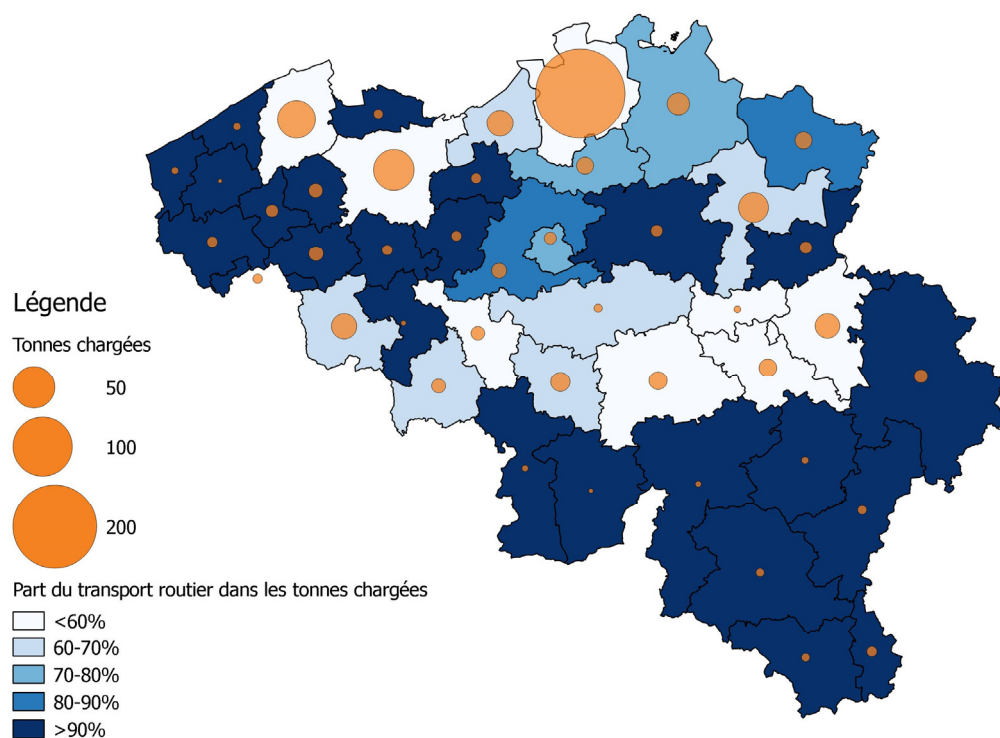 Légende
Tonnes chargées
50
100
200
Part du transport routier dans les tonnes chargées
<60%
60-70%
70-80%
80-90%
>90%